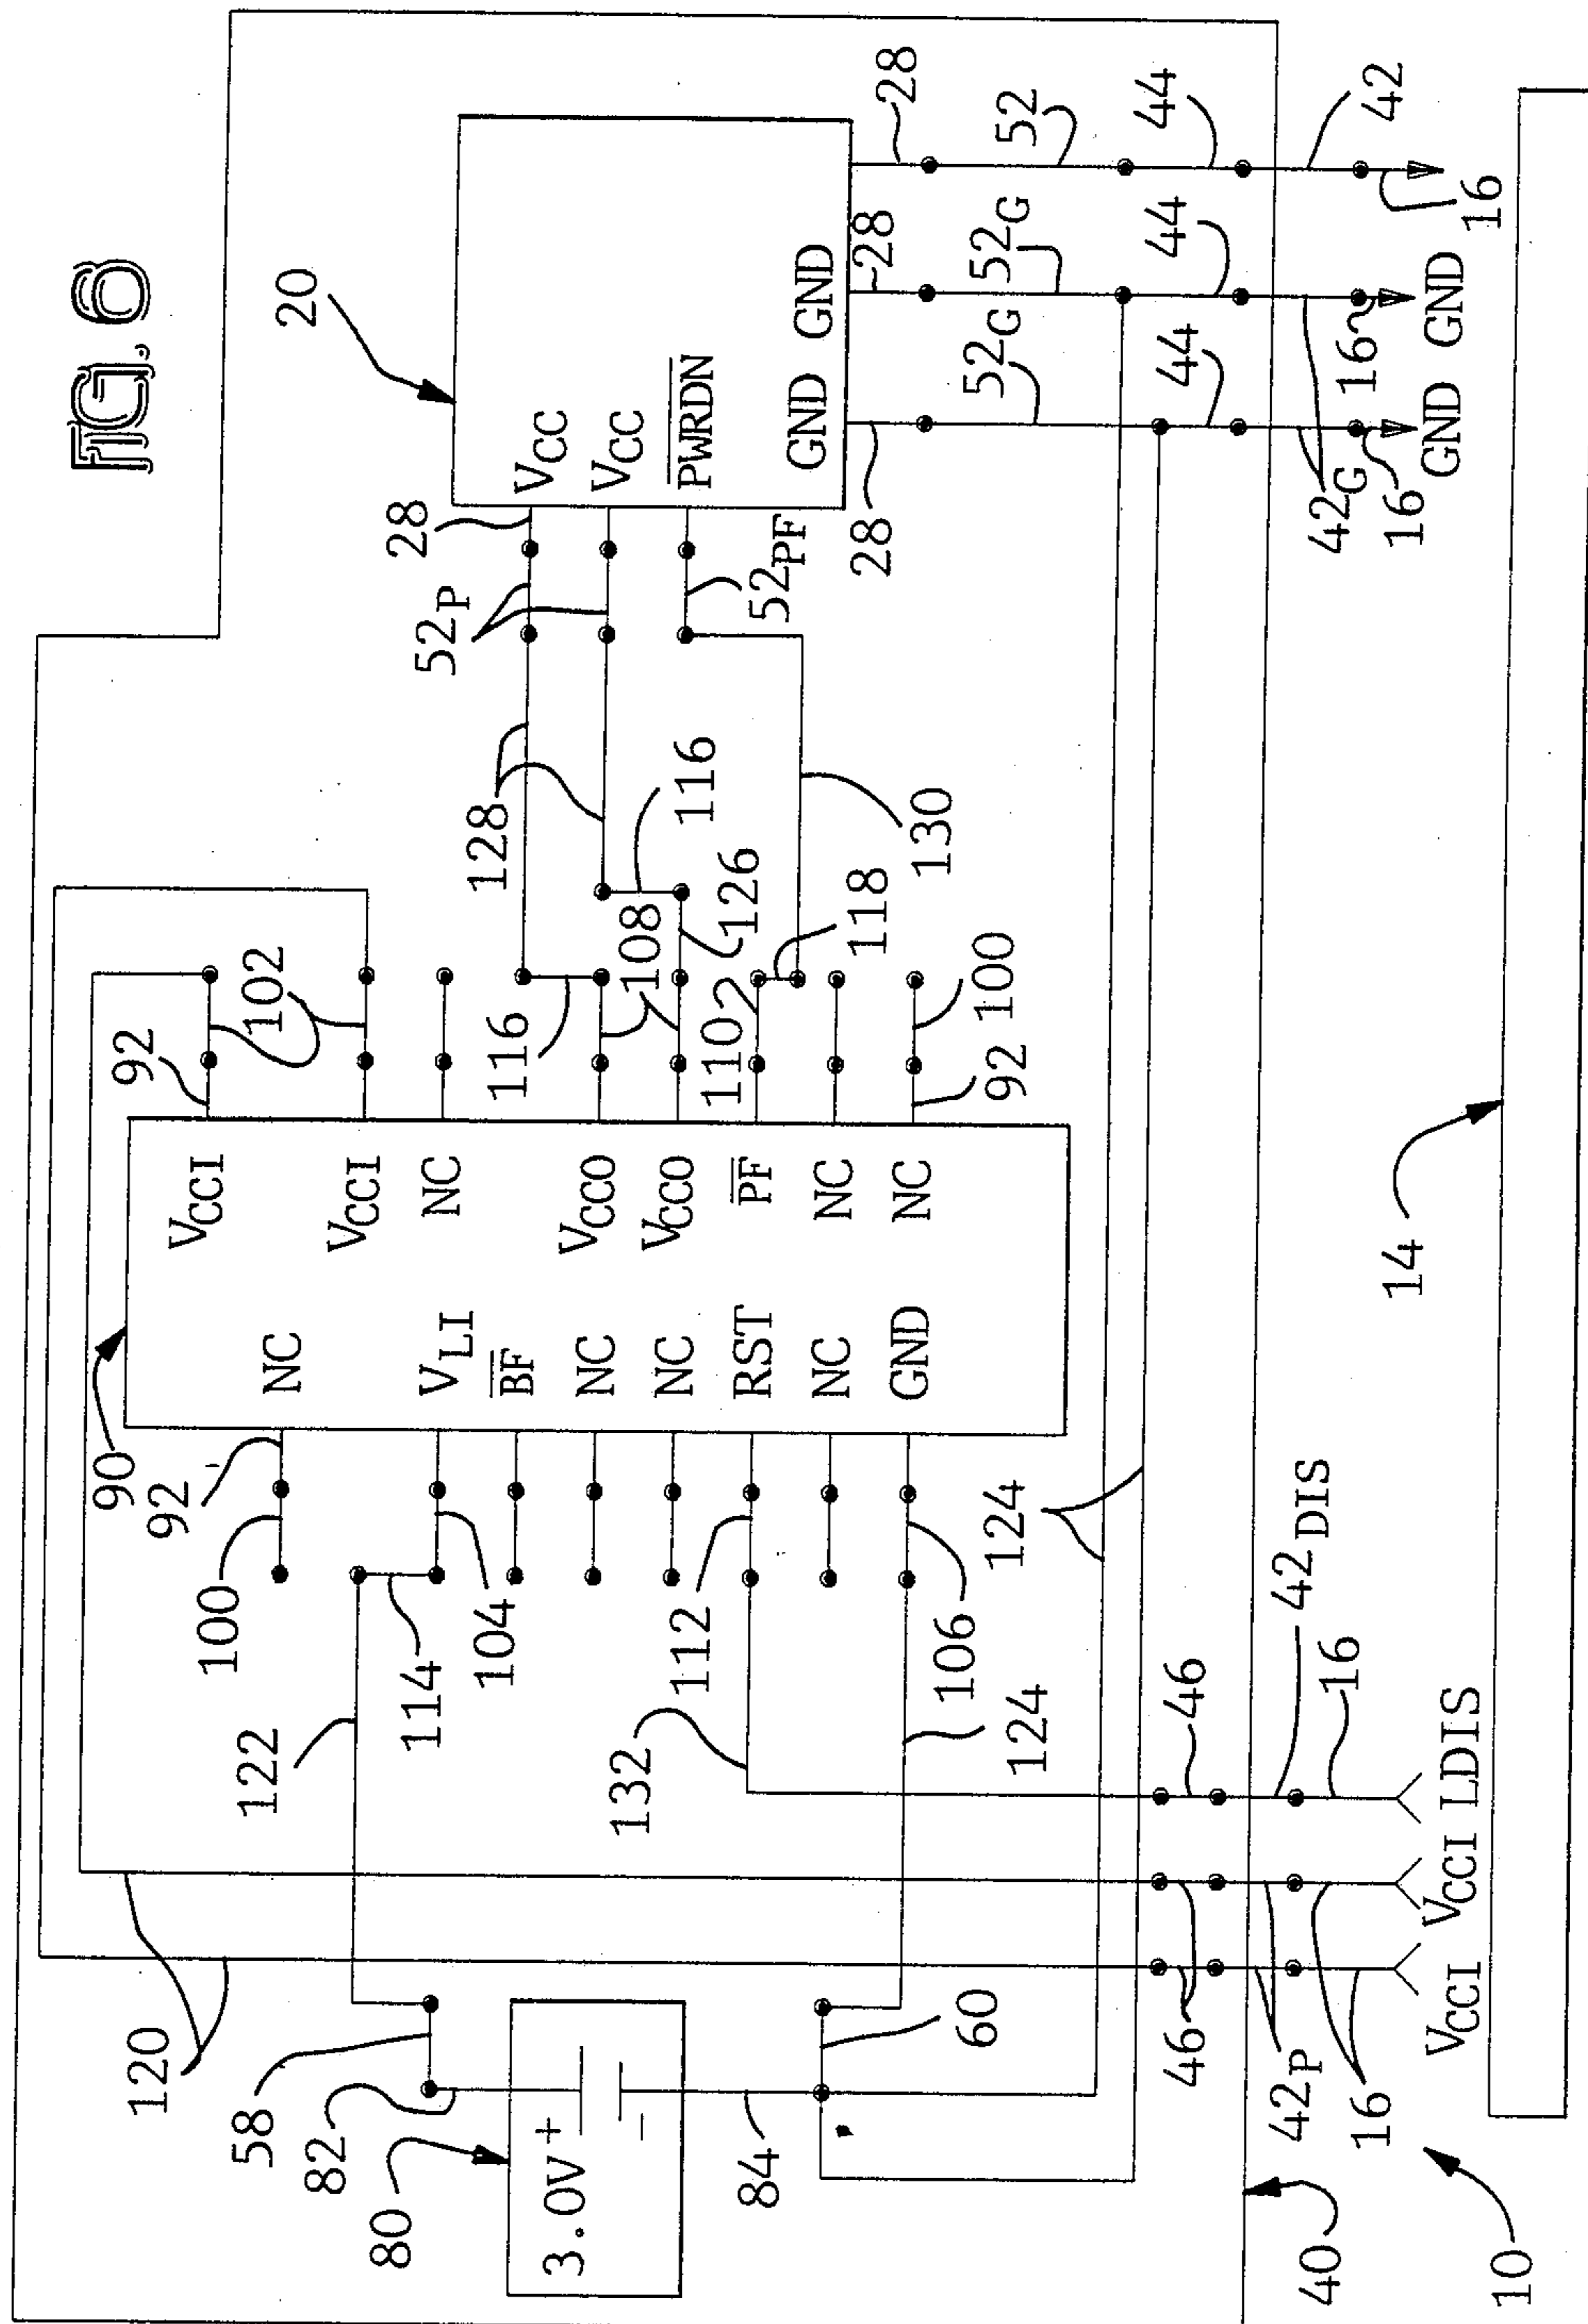 FIG. 6
20
28
52P
VCC
VCC
PWRDN
GND
GND
52PF
28
28
28
52G
52G
52
44
44
44
42G
42
16
16
16
GND
GND
128
116
116
108
126
1102
118
130
102
92
92
100
90
VCCI
VCCI
NC
VCCO
VCCO
PF
NC
NC
NC
VLI
BF
NC
NC
RST
NC
GND
92
100
114
104
112
106
122
132
124
124
120
58
82
80
3.0V
+
−
84
60
46
46
42P
42DIS
16
16
VCCI
VCCI
LDIS
14
40
10